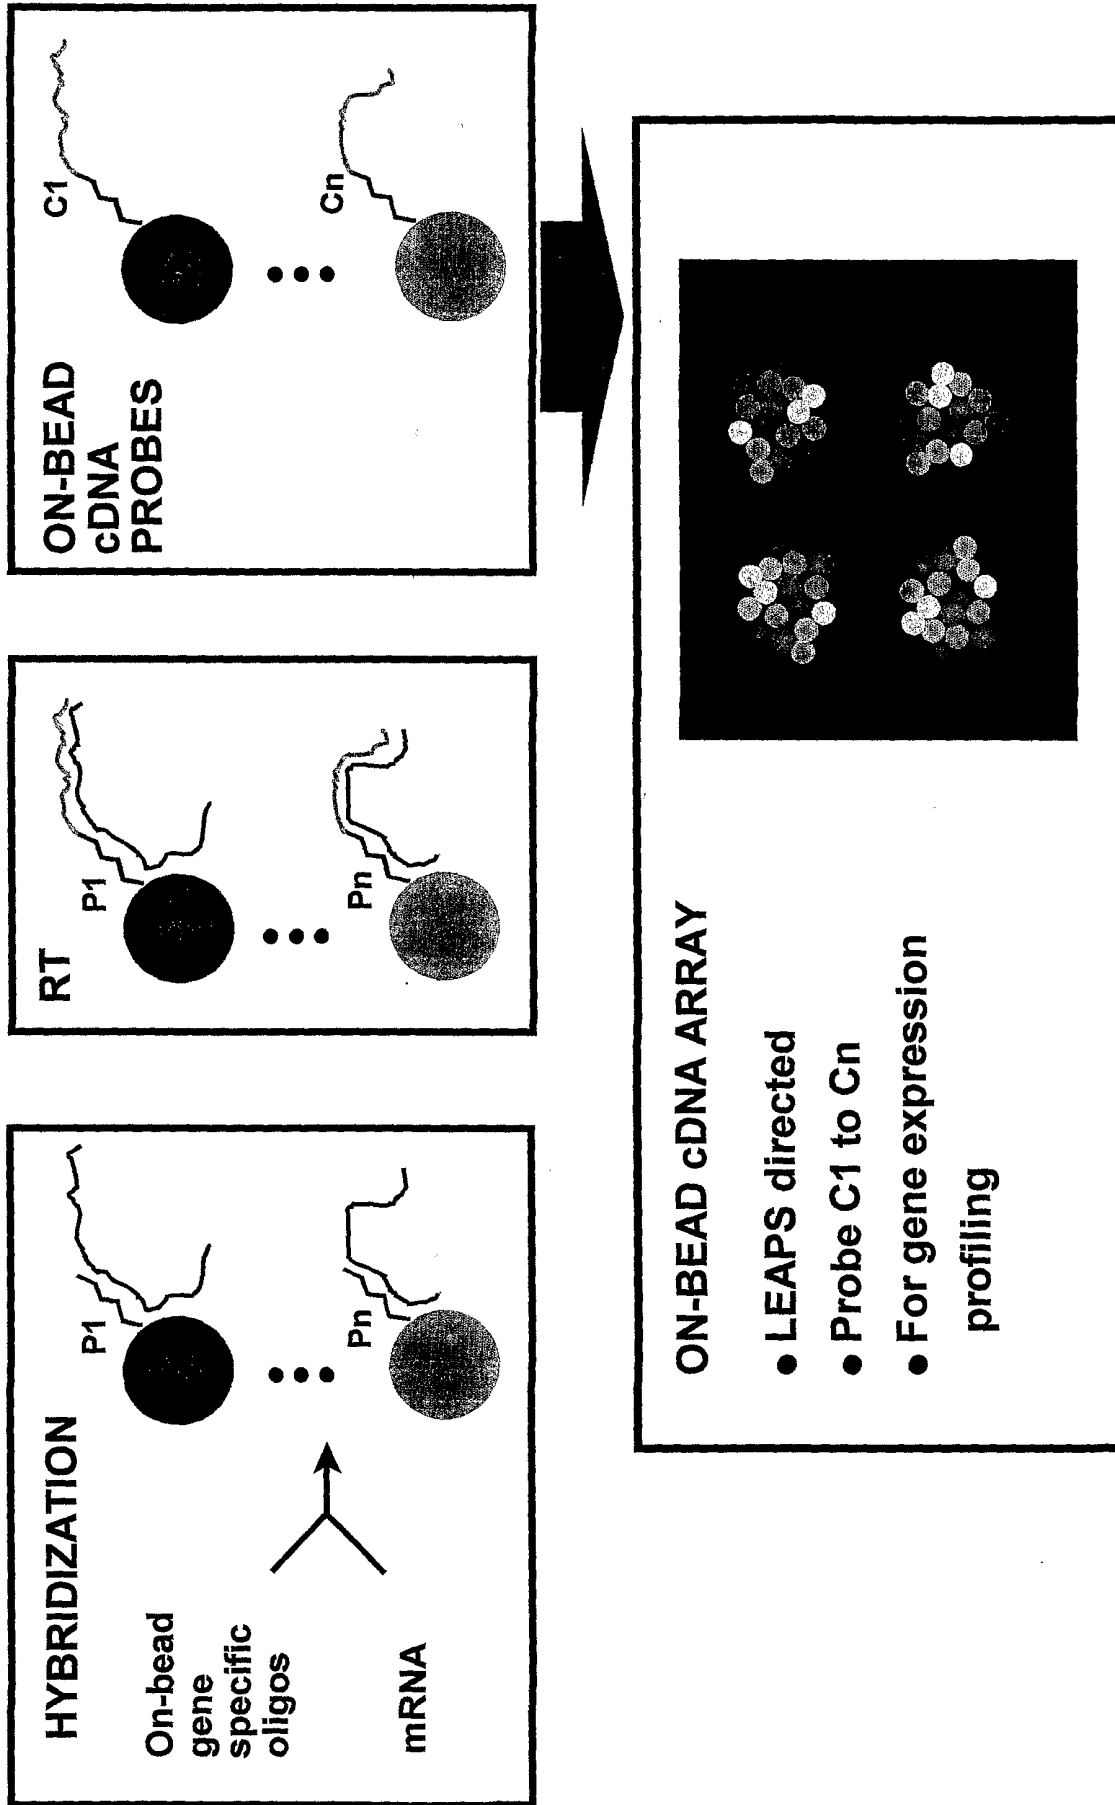 HYBRIDIZATION
On-bead
gene
specific
oligos
mRNA
P1
Pn
RT
P1
Pn
ON-BEAD
cDNA
PROBES
C1
Cn
ON-BEAD cDNA ARRAY
● LEAPS directed
● Probe C1 to Cn
● For gene expression
profiling